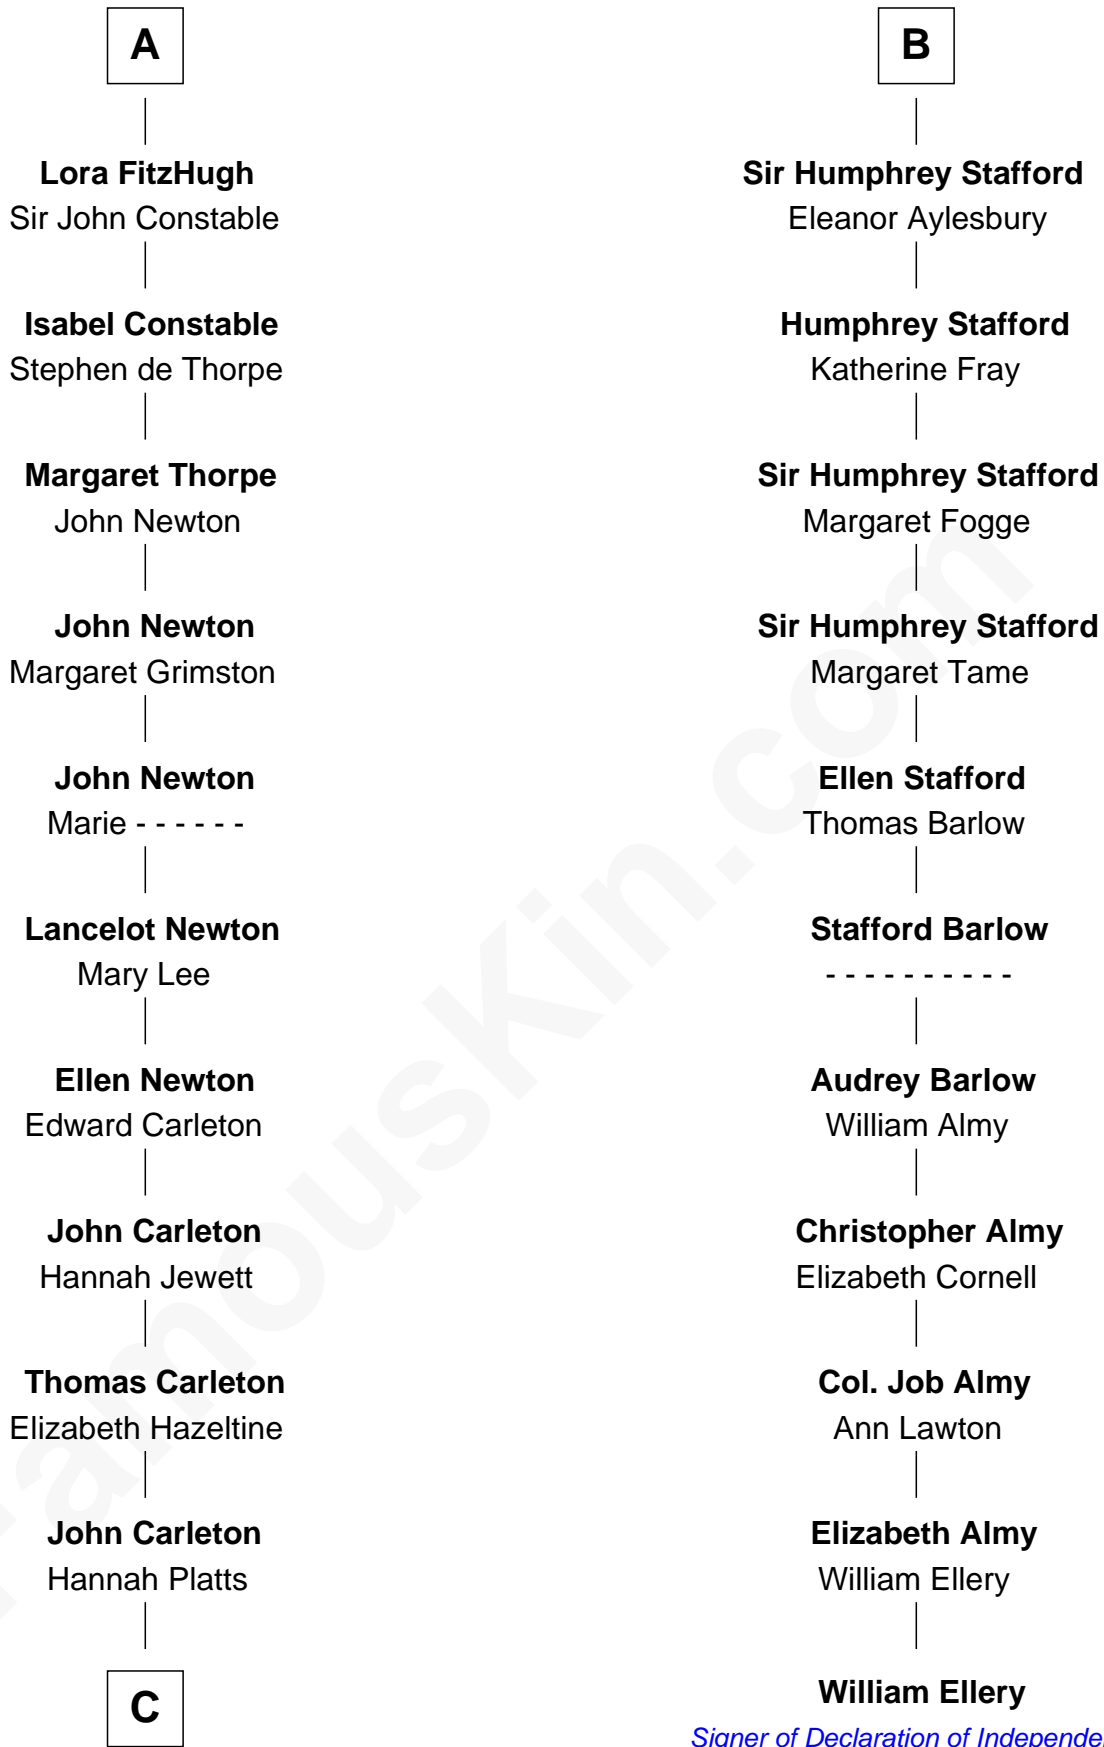 A
Lora FitzHugh
Sir John Constable
Isabel Constable
Stephen de Thorpe
Margaret Thorpe
John Newton
John Newton
Margaret Grimston
John Newton
Marie - - - - - -
Lancelot Newton
Mary Lee
Ellen Newton
Edward Carleton
John Carleton
Hannah Jewett
Thomas Carleton
Elizabeth Hazeltine
John Carleton
Hannah Platts
C
B
Sir Humphrey Stafford
Eleanor Aylesbury
Humphrey Stafford
Katherine Fray
Sir Humphrey Stafford
Margaret Fogge
Sir Humphrey Stafford
Margaret Tame
Ellen Stafford
Thomas Barlow
Stafford Barlow
- - - - - - - - - -
Audrey Barlow
William Almy
Christopher Almy
Elizabeth Cornell
Col. Job Almy
Ann Lawton
Elizabeth Almy
William Ellery
William Ellery
Signer of Declaration of
FamousKin.com